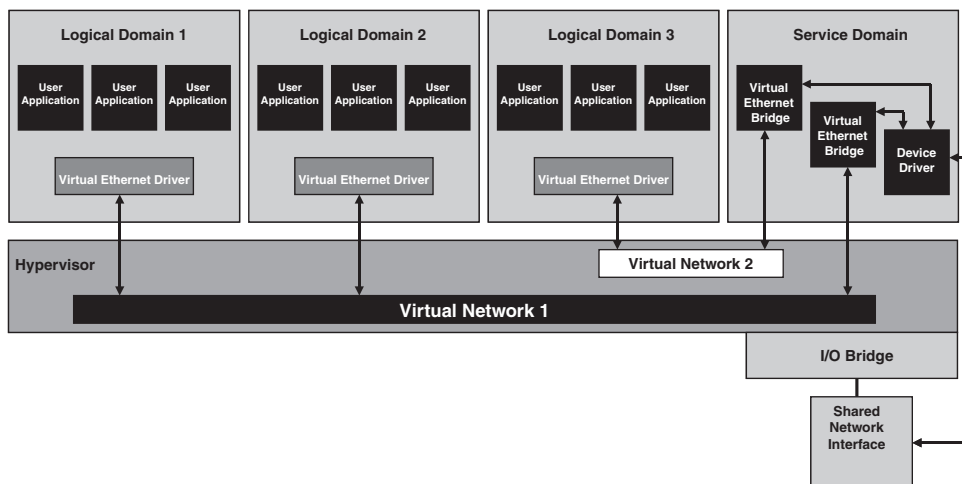 Logical Domain 1
User
Application
User
Application
User
Application
Virtual Ethernet Driver
Logical Domain 2
User
Application
User
Application
User
Application
Virtual Ethernet Driver
Logical Domain 3
User
Application
User
Application
User
Application
Virtual Ethernet Driver
Service Domain
Virtual
Ethernet
Bridge
Virtual
Ethernet
Bridge
Device
Driver
Hypervisor
Virtual Network 2
Virtual Network 1
I/O Bridge
Shared
Network
Interface